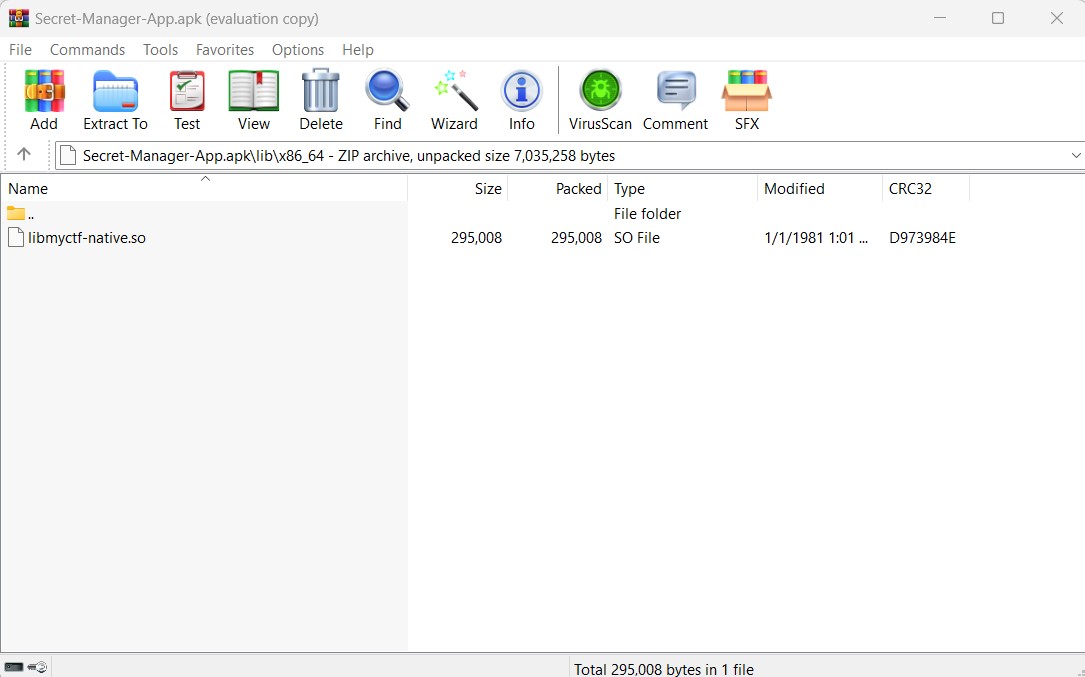 Secret-Manager-App.apk (evaluation copy)
File Commands Tools Favorites Options Help
Add Extract To Test View Delete Find Wizard Info VirusScan Comment SFX
Secret-Manager-App.apk\lib\x86_64 - ZIP archive, unpacked size 7,035,258 bytes
Name Size Packed Type Modified CRC32
.. File folder
libmyctf-native.so 295,008 295,008 SO File 1/1/1981 1:01 ... D973984E
Total 295,008 bytes in 1 file